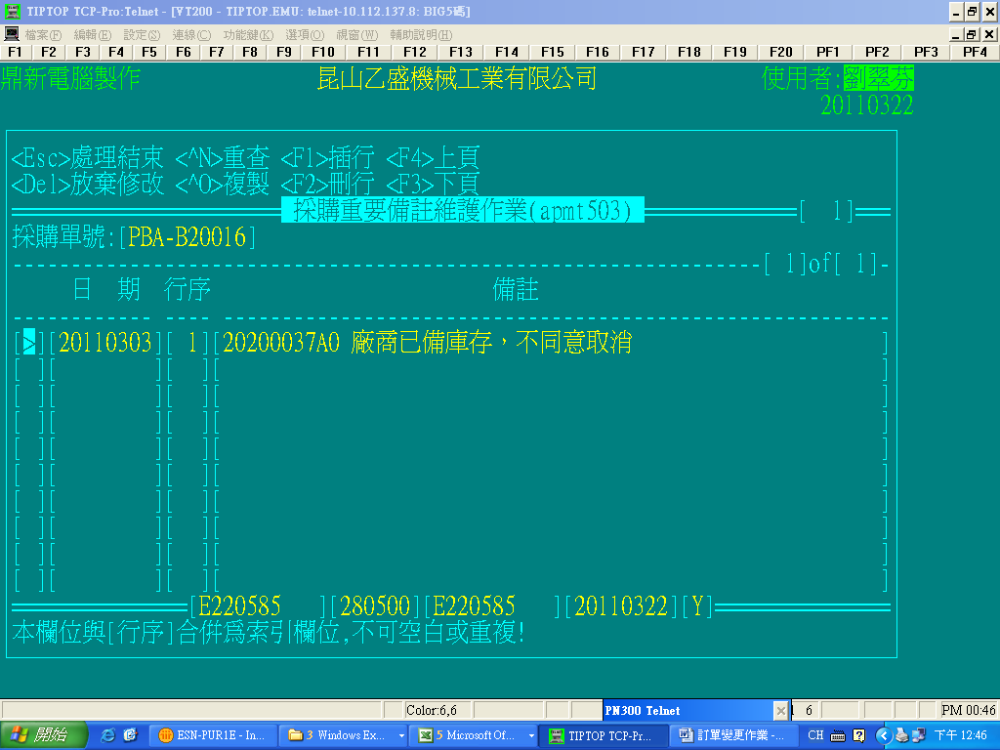 TIPTOP TCP-Pro:Telnet - [VT200 - TIPTOP.EMU: telnet-10.112.137.8: BIG5碼]
檔案(F) 編輯(E) 設定(S) 連線(C) 功能鍵(K) 選項(O) 視窗(W) 輔助說明(H)
F1 F2 F3 F4 F5 F6 F7 F8 F9 F10 F11 F12 F13 F14 F15 F16 F17 F18 F19 F20 PF1 PF2 PF3 PF4
鼎新電腦製作 昆山乙盛機械工業有限公司 使用者:劉翠芬
20110322
<Esc>處理結束 <^N>重查 <F1>插行 <F4>上頁
<Del>放棄修改 <^O>複製 <F2>刪行 <F3>下頁
採購重要備註維護作業(apmt503) [ 1]
採購單號:[PBA-B20016]
[ 1]of[ 1]-
日 期 行序 備註
[>][20110303][ 1][20200037A0 廠商已備庫存，不同意取消 ]
[ ][ ][ ][ ]
[ ][ ][ ][ ]
[ ][ ][ ][ ]
[ ][ ][ ][ ]
[ ][ ][ ][ ]
[ ][ ][ ][ ]
[ ][ ][ ][ ]
[ ][ ][ ][ ]
[ ][ ][ ][ ]
[E220585 ][280500][E220585 ][20110322][Y]
本欄位與[行序]合併爲索引欄位,不可空白或重複!
Color:6,6 PN300 Telnet 6 PM 00:46
開始 ESN-PUR1E - In... 3 Windows Ex... 5 Microsoft Of... TIPTOP TCP-Pr... 訂單變更作業 -... CH 下午 12:46